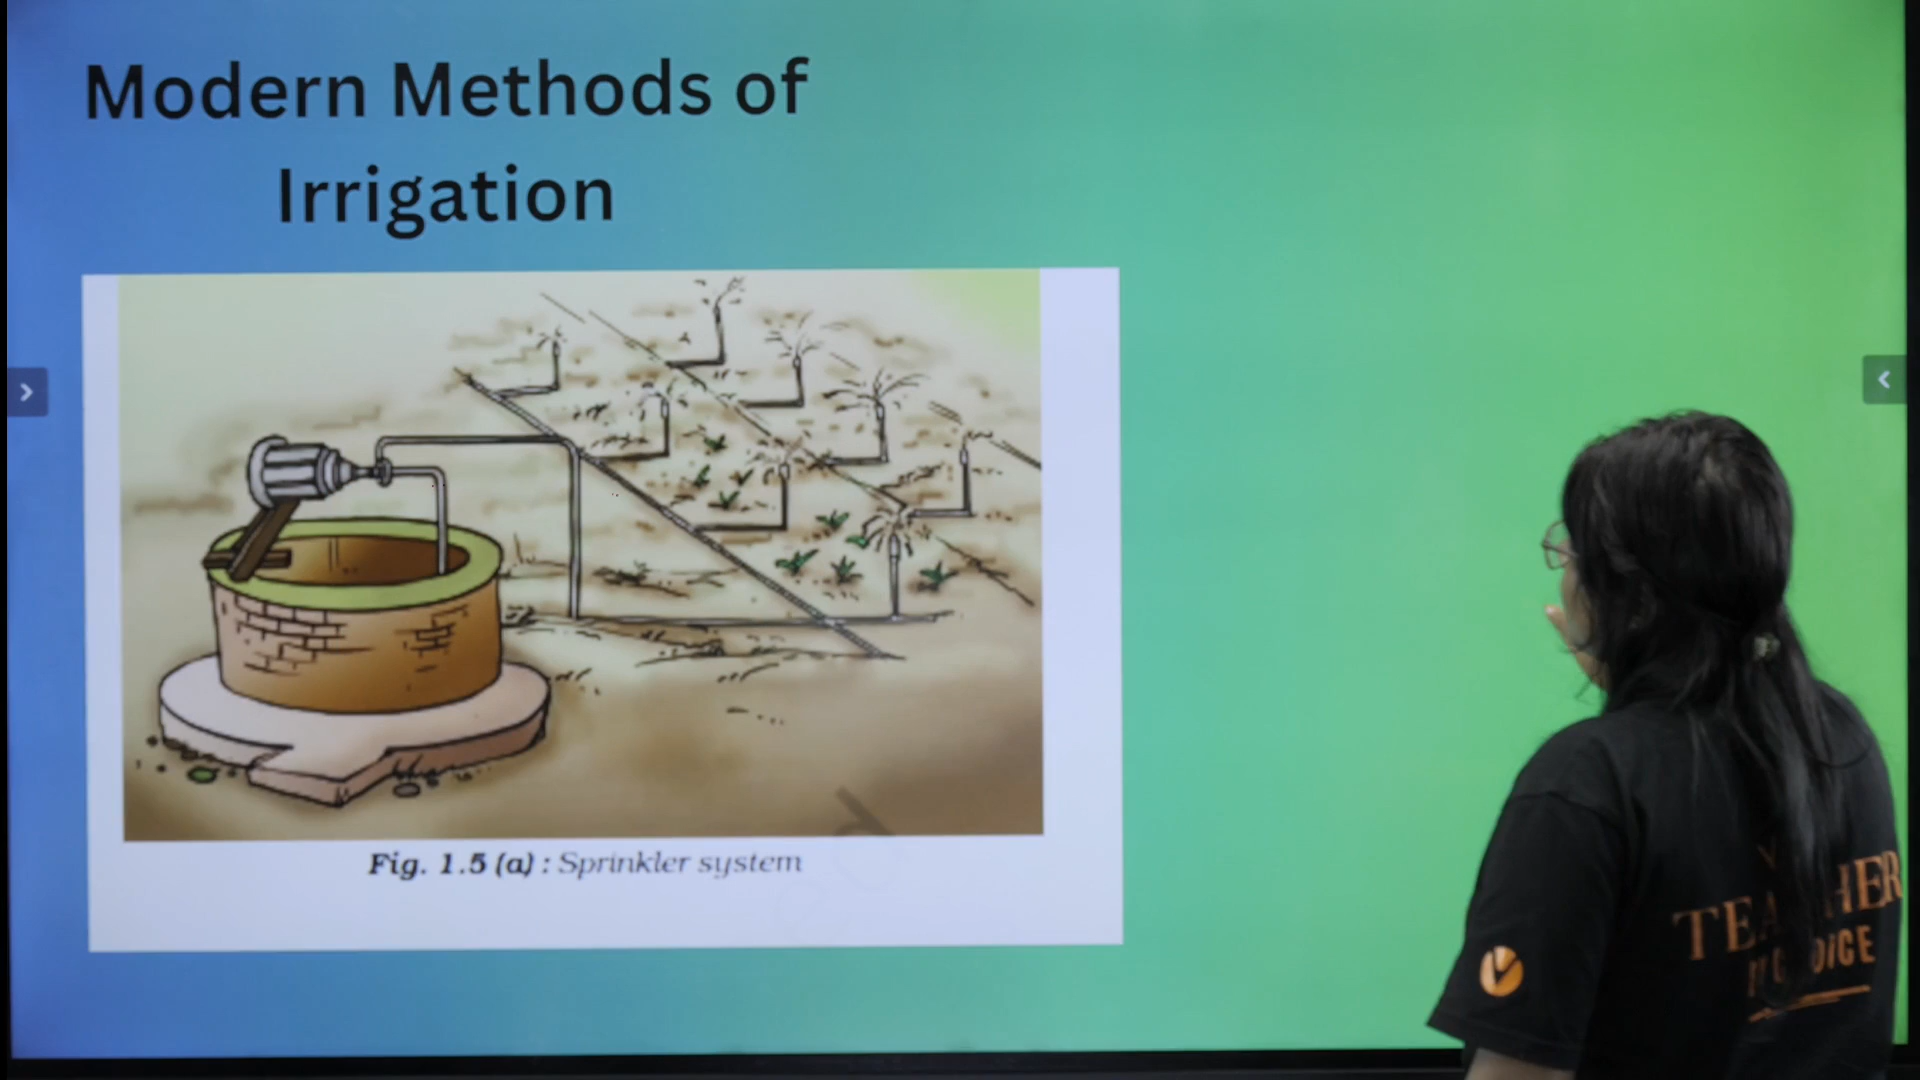 Modern Methods of
Irrigation
Fig. 1.5 (a) : Sprinkler system